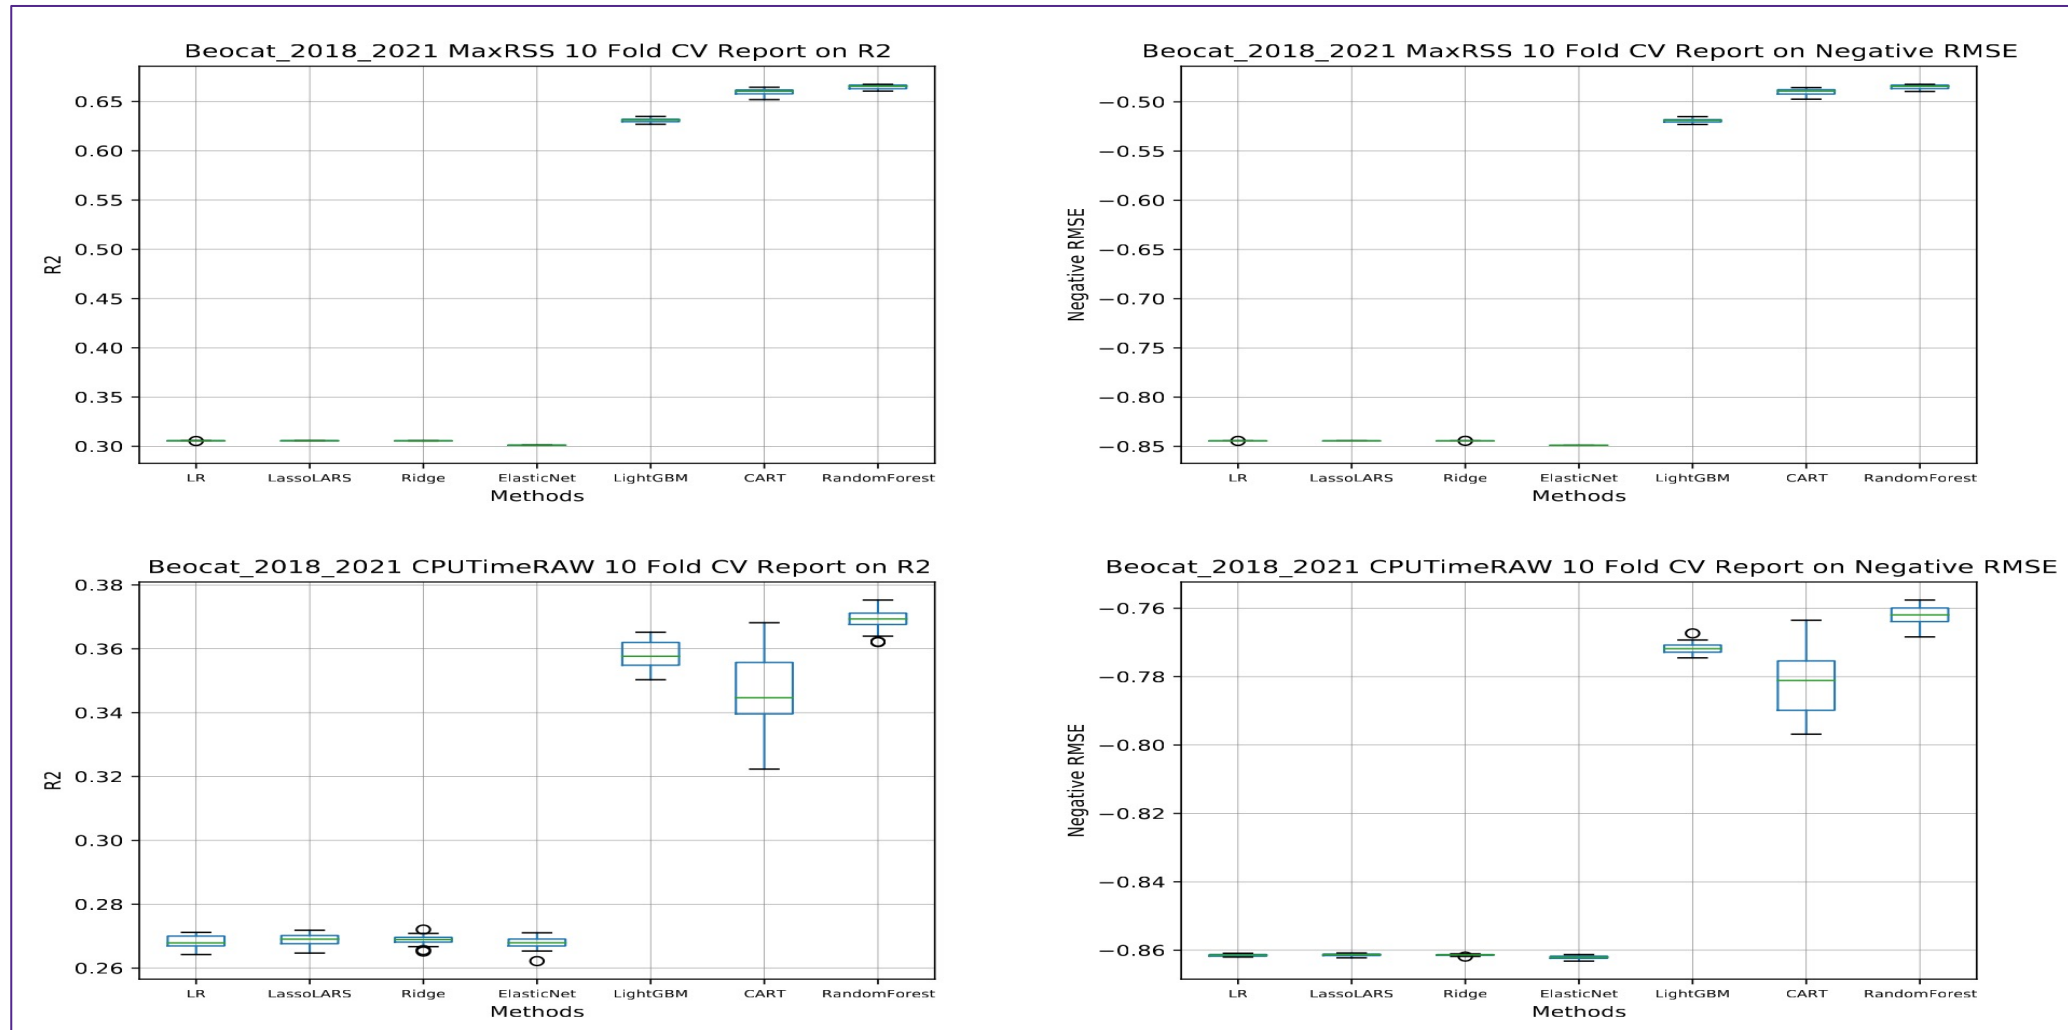 Beocat_2018_2021 MaxRSS 10 Fold CV Report on R2
R2
0.65
0.60
0.55
0.50
0.45
0.40
0.35
0.30
LR LassoLARS Ridge ElasticNet LightGBM CART RandomForest
Methods
Beocat_2018_2021 MaxRSS 10 Fold CV Report on Negative RMSE
Negative RMSE
−0.50
−0.55
−0.60
−0.65
−0.70
−0.75
−0.80
−0.85
LR LassoLARS Ridge ElasticNet LightGBM CART RandomForest
Methods
Beocat_2018_2021 CPUTimeRAW 10 Fold CV Report on R2
R2
0.38
0.36
0.34
0.32
0.30
0.28
0.26
LR LassoLARS Ridge ElasticNet LightGBM CART RandomForest
Methods
Beocat_2018_2021 CPUTimeRAW 10 Fold CV Report on Negative RMSE
Negative RMSE
−0.76
−0.78
−0.80
−0.82
−0.84
−0.86
LR LassoLARS Ridge ElasticNet LightGBM CART RandomForest
Methods